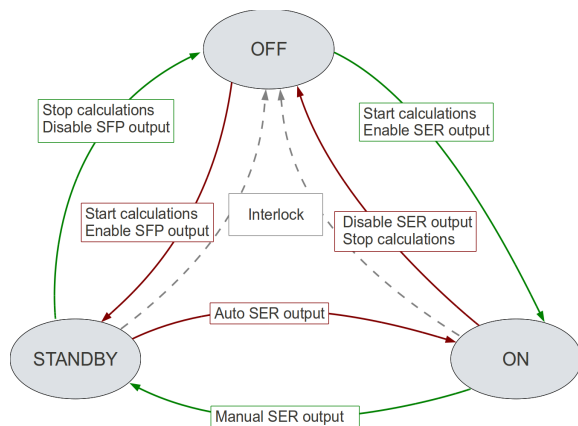 OFF
Stop calculations
Disable SFP output
Start calculations
Enable SER output
Start calculations
Enable SFP output
Interlock
Disable SER output
Stop calculations
Auto SER output
STANDBY
ON
Manual SER output